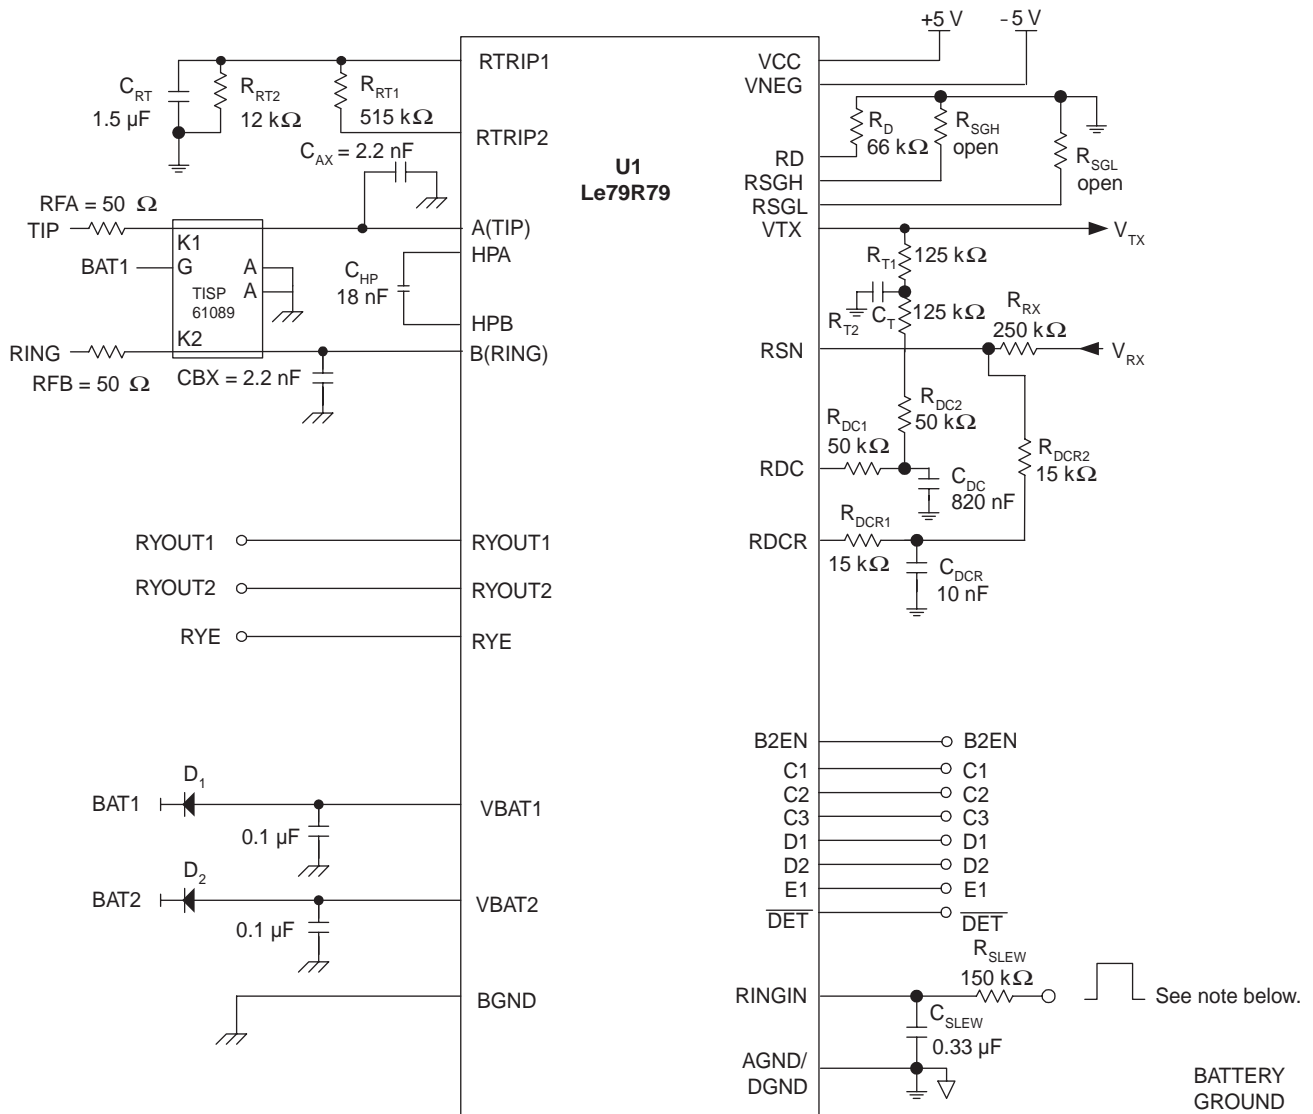 +5 V
-5 V
RTRIP1
VCC
VNEG
C_RT
1.5 µF
R_RT2
12 kΩ
R_RT1
515 kΩ
RTRIP2
C_AX = 2.2 nF
U1
Le79R79
R_D
66 kΩ
R_SGH
open
R_SGL
open
RD
RSGH
RSGL
VTX
V_TX
RFA = 50 Ω
TIP
K1
G
A
A
TISP
61089
K2
BAT1
A(TIP)
HPA
C_HP
18 nF
HPB
B(RING)
RING
RFB = 50 Ω
CBX = 2.2 nF
R_T1
125 kΩ
C_T
R_T2
125 kΩ
R_RX
250 kΩ
RSN
V_RX
R_DC2
50 kΩ
R_DC1
50 kΩ
RDC
C_DC
820 nF
R_DCR2
15 kΩ
R_DCR1
15 kΩ
RDCR
C_DCR
10 nF
RYOUT1
RYOUT1
RYOUT2
RYOUT2
RYE
RYE
B2EN
B2EN
C1
C1
C2
C2
C3
C3
D1
D1
D2
D2
E1
E1
DET
DET
D_1
BAT1
VBAT1
0.1 µF
D_2
BAT2
VBAT2
0.1 µF
BGND
R_SLEW
150 kΩ
RINGIN
See note below.
C_SLEW
0.33 µF
AGND/
DGND
BATTERY
GROUND